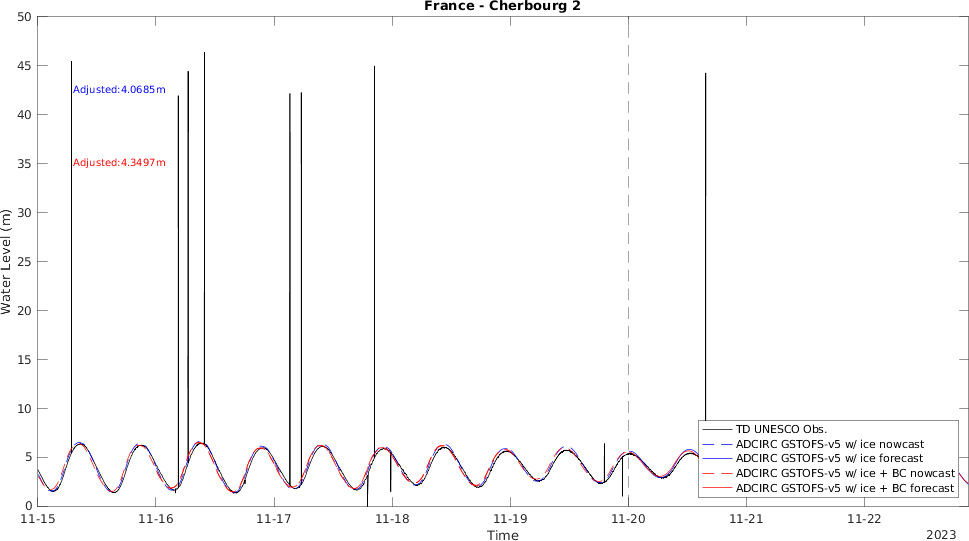 France - Cherbourg 2
50
45
40
35
30
25
20
15
10
5
0
Water Level (m)
Adjusted:4.0685m
Adjusted:4.3497m
TD UNESCO Obs.
ADCIRC GSTOFS-v5 w/ ice nowcast
ADCIRC GSTOFS-v5 w/ ice forecast
ADCIRC GSTOFS-v5 w/ ice + BC nowcast
ADCIRC GSTOFS-v5 w/ ice + BC forecast
11-15 11-16 11-17 11-18 11-19 11-20 11-21 11-22
Time
2023